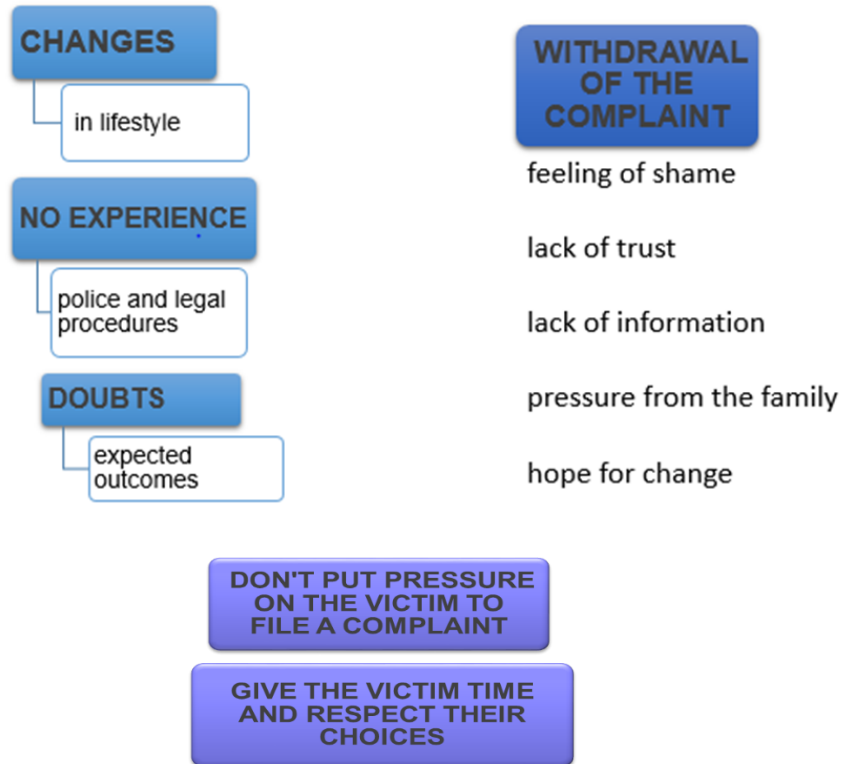 CHANGES
in lifestyle
NO EXPERIENCE
police and legal
procedures
DOUBTS
expected
outcomes
WITHDRAWAL
OF THE
COMPLAINT
feeling of shame
lack of trust
lack of information
pressure from the family
hope for change
DON'T PUT PRESSURE
ON THE VICTIM TO
FILE A COMPLAINT
GIVE THE VICTIM TIME
AND RESPECT THEIR
CHOICES